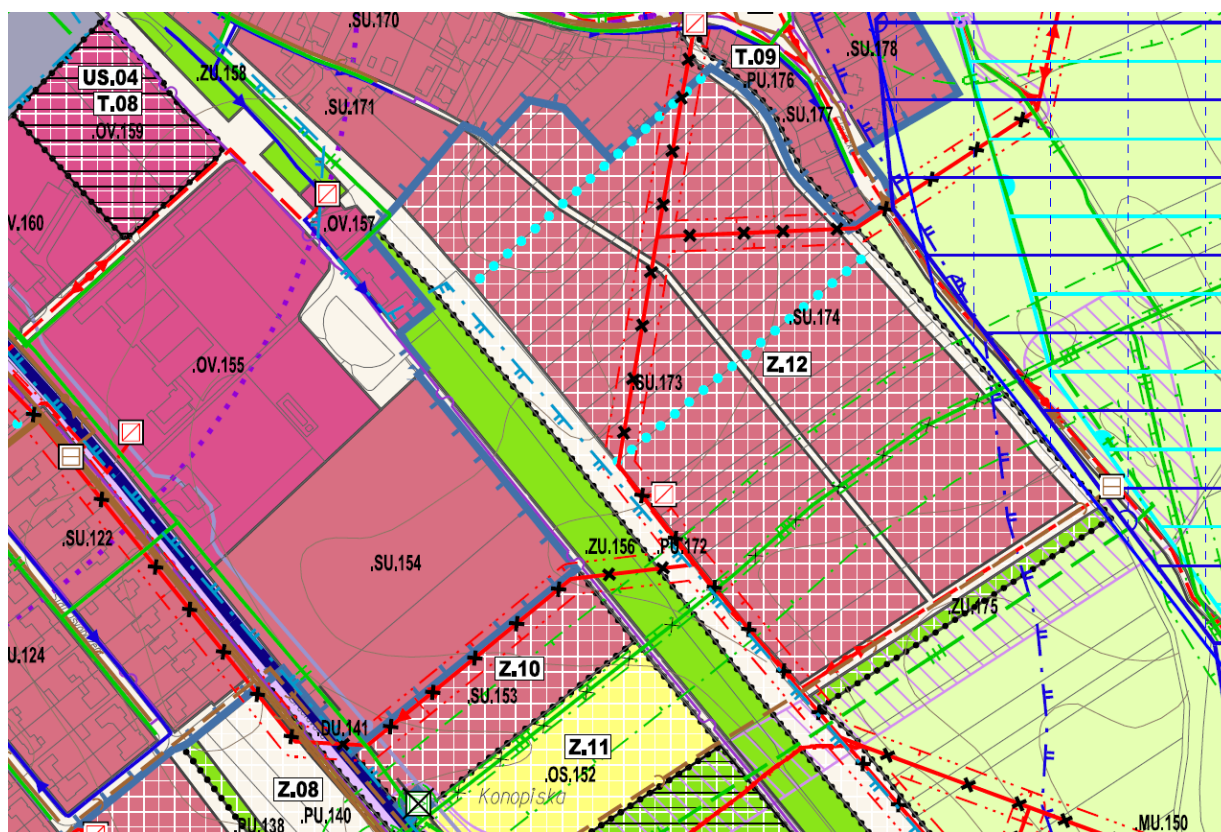 .SU.170
T.09
.SU.178
US.04
.ZU.158
.PU.176
T.08
.SU.171
.SU.177
.OV.159
V.160
.OV.157
.SU.174
.OV.155
Z.12
.SU.173
.SU.122
.SU.154
.ZU.156
.PU.172
.ZU.175
U.124
Z.10
.SU.153
.DU.141
Z.11
.OS.152
Z.08
Konopiska
.PU.140
.PU.138
.MU.150